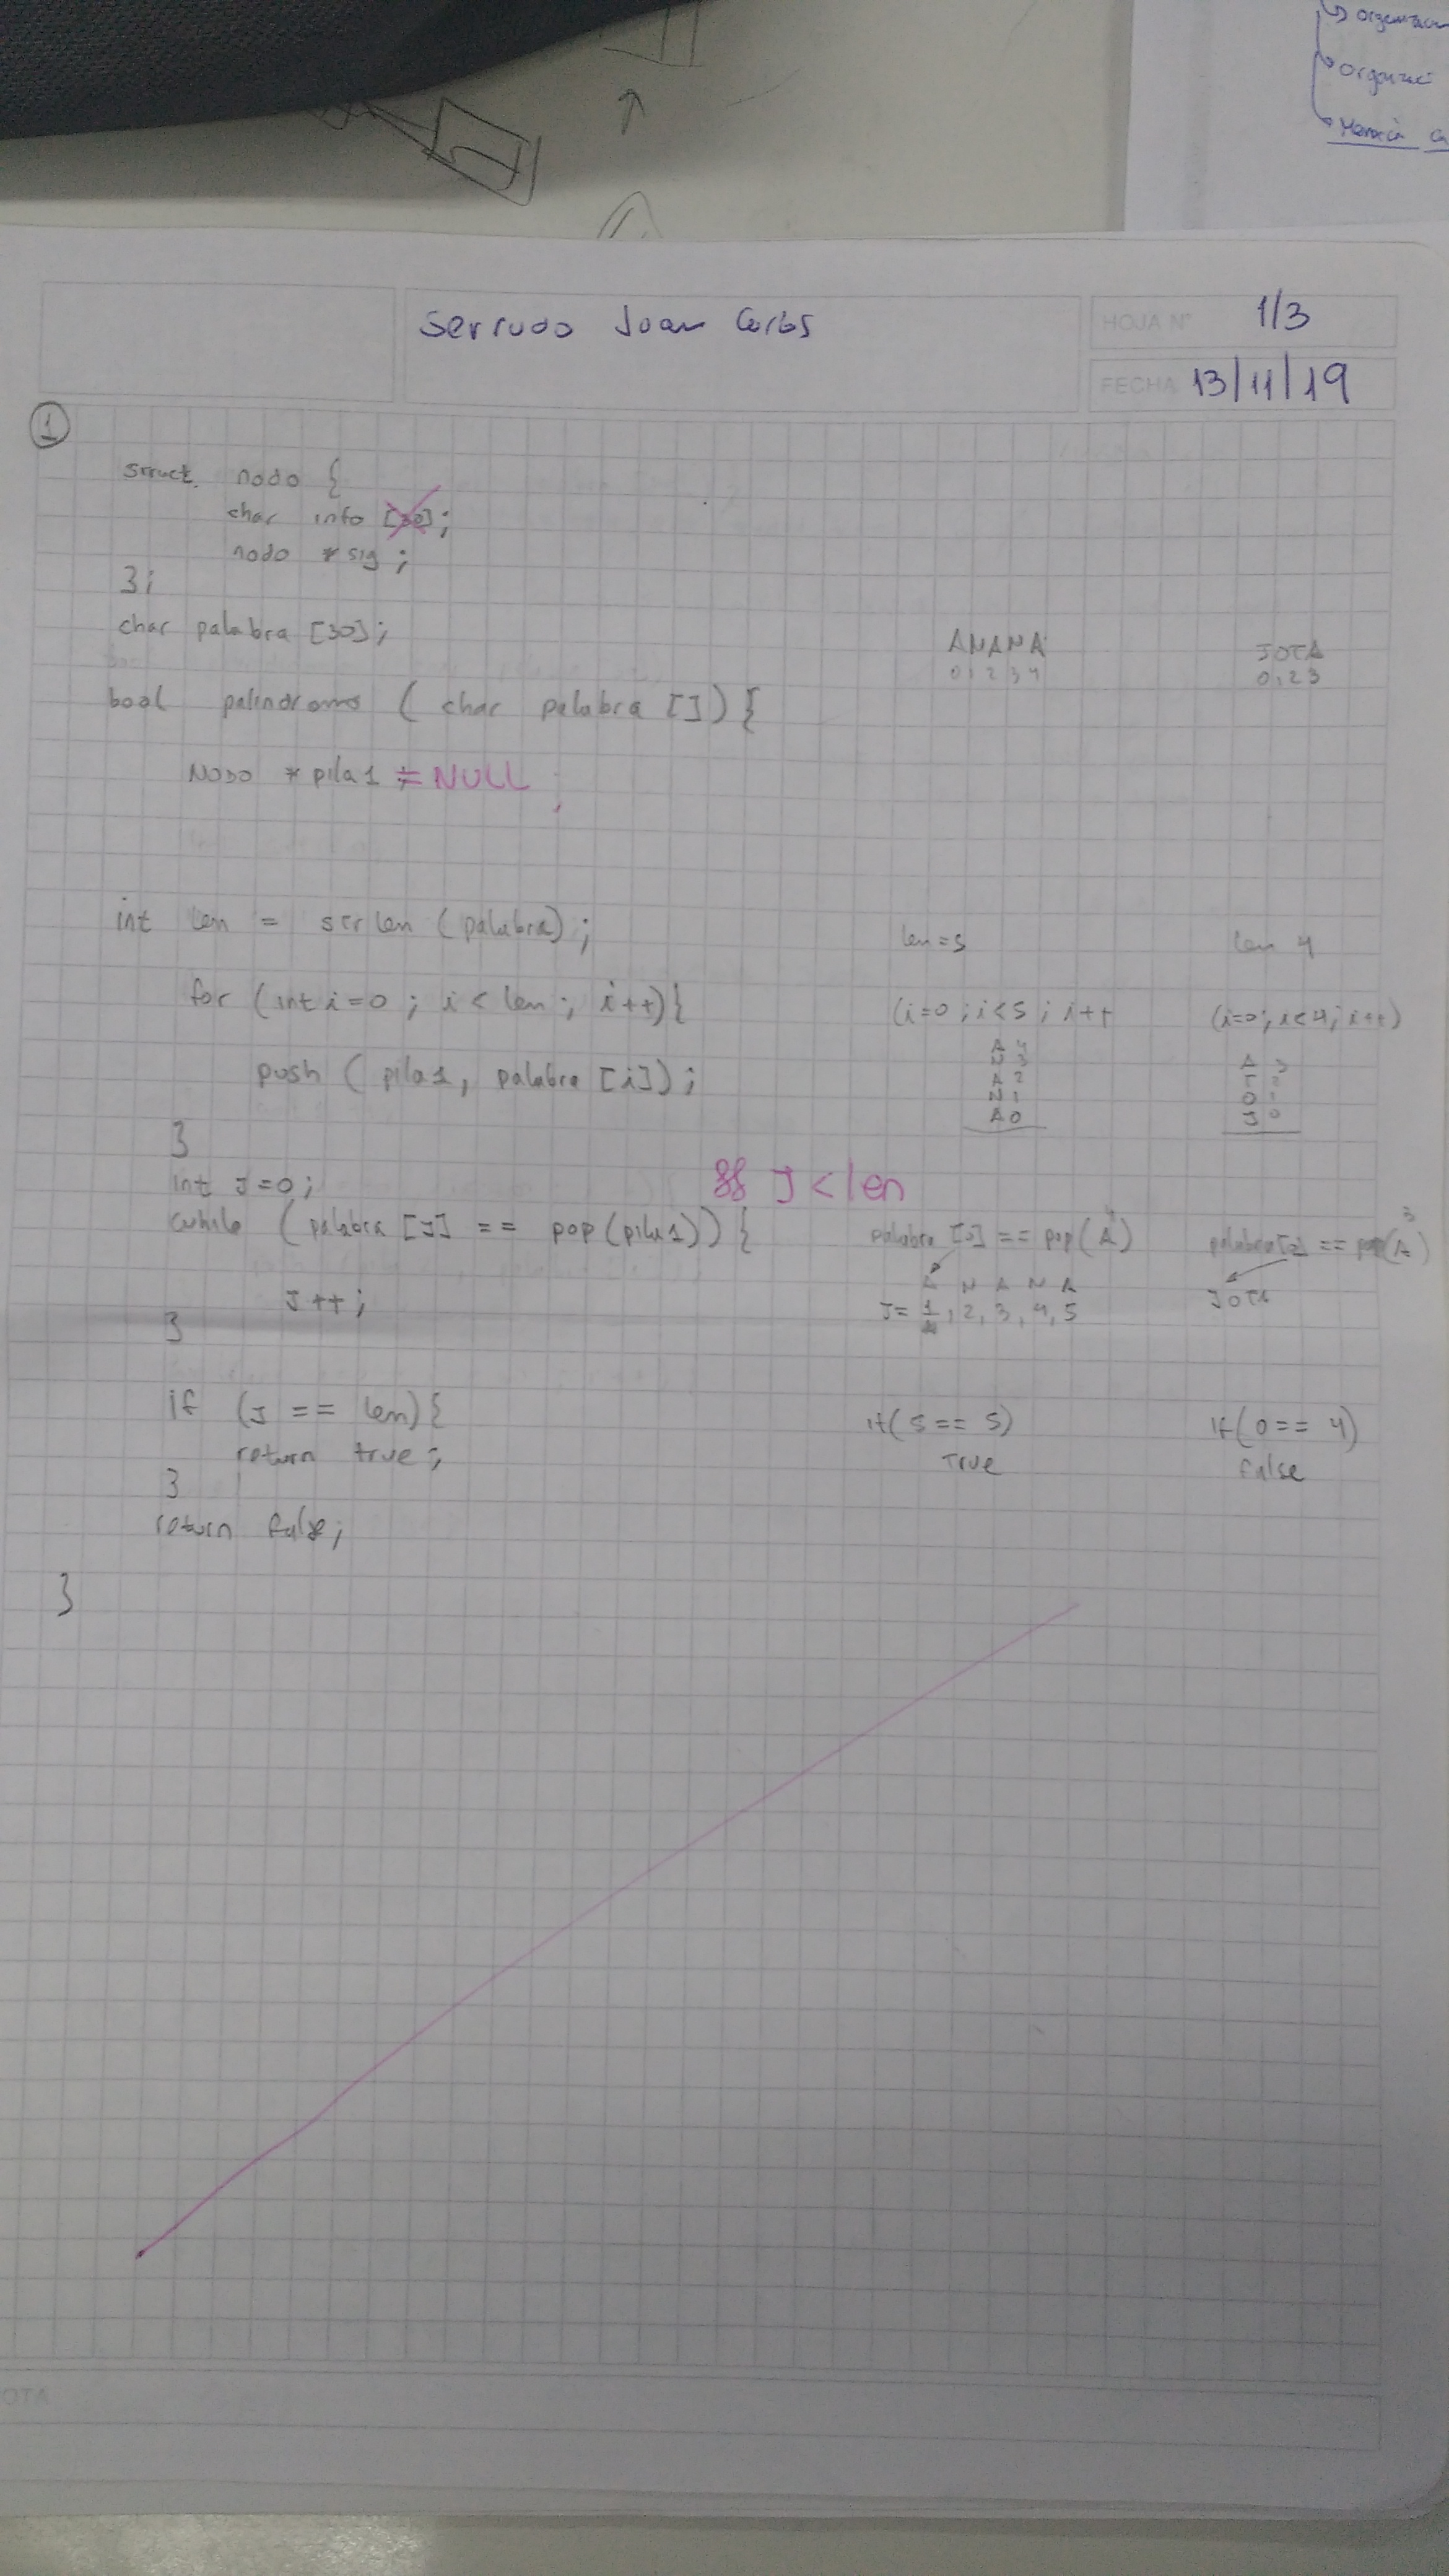 Organi
Memoria
Serrudo Joan Carlos
HOJA N° 1/3
FECHA 13/11/19
1
struct nodo {
char info [30];
nodo *sig;
};
char palabra [30];
ANANA
0 1 2 3 4
JOTA
0 1 2 3
bool palindromo (char palabra []) {
Nodo *pila1 = NULL;
int len = strlen (palabra);
len = 5
len 4
for (int i=0; i < len; i++){
(i=0; i<5; i++
(i=0; i<4; i++)
push (pila1, palabra [i]);
A 4
N 3
A 2
N 1
A 0
A 3
T 2
O 1
J 0
}
int J=0;
&& J < len
while (palabra [J] == pop(pila1)) {
palabra [0] == pop(A) 4
palabra[0] == pop(A) 3
A N A N A
J = 1, 2, 3, 4, 5
JOTA
J++;
}
if (J == len){
if(5 == 5)
if(0 == 4)
return true;
True
false
}
return false;
}
OTA